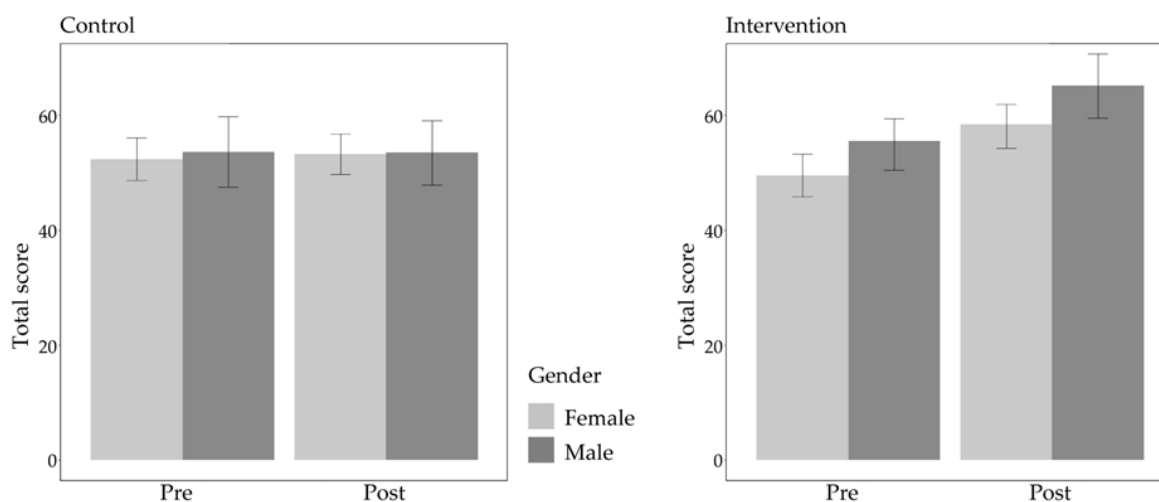 Control
Total score
60
40
20
0
Pre
Post
Gender
Female
Male
Intervention
Total score
60
40
20
0
Pre
Post